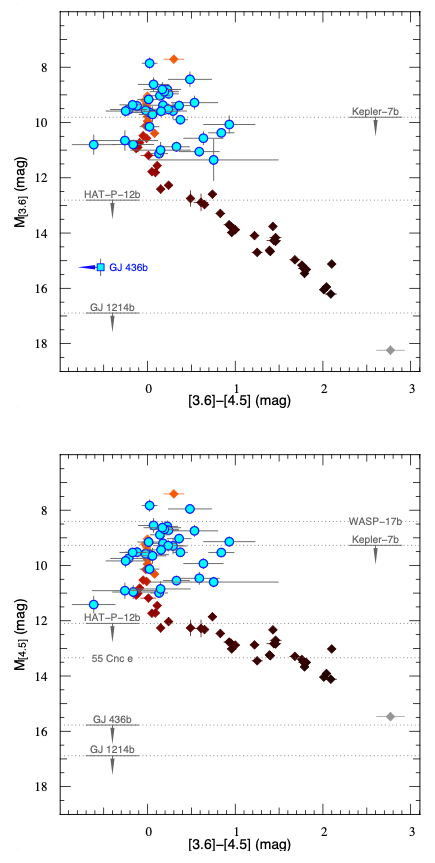 8
Kepler-7b
10
12
HAT-P-12b
14
GJ 436b
16
GJ 1214b
18
M[3.6] (mag)
0 1 2 3
[3.6]−[4.5] (mag)
8
WASP-17b
Kepler-7b
10
12
HAT-P-12b
55 Cnc e
14
GJ 436b
16
GJ 1214b
18
M[4.5] (mag)
0 1 2 3
[3.6]−[4.5] (mag)